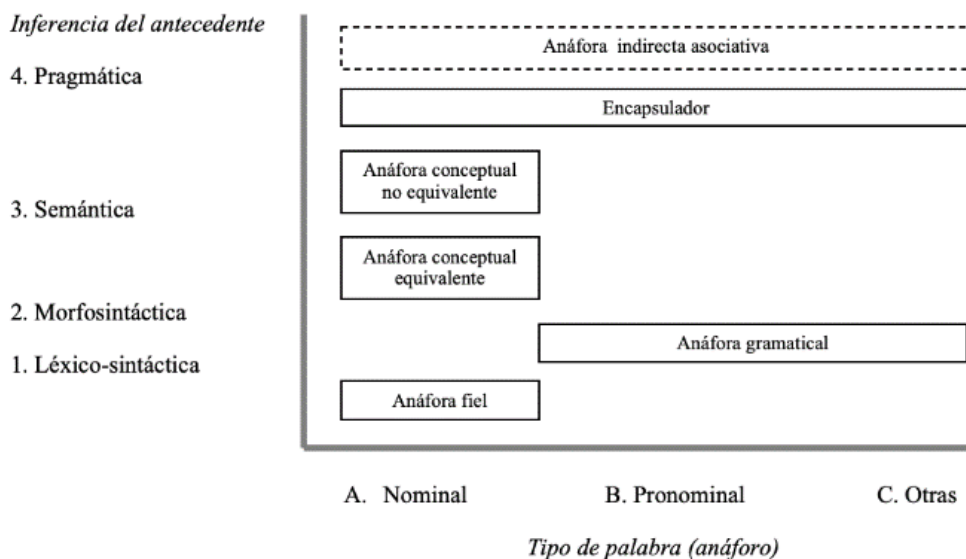 Inferencia del antecedente
Anáfora indirecta asociativa
4. Pragmática
Encapsulador
Anáfora conceptual
no equivalente
3. Semántica
Anáfora conceptual
equivalente
2. Morfosintáctica
Anáfora gramatical
1. Léxico-sintáctica
Anáfora fiel
A. Nominal B. Pronominal C. Otras
Tipo de palabra (anáforo)